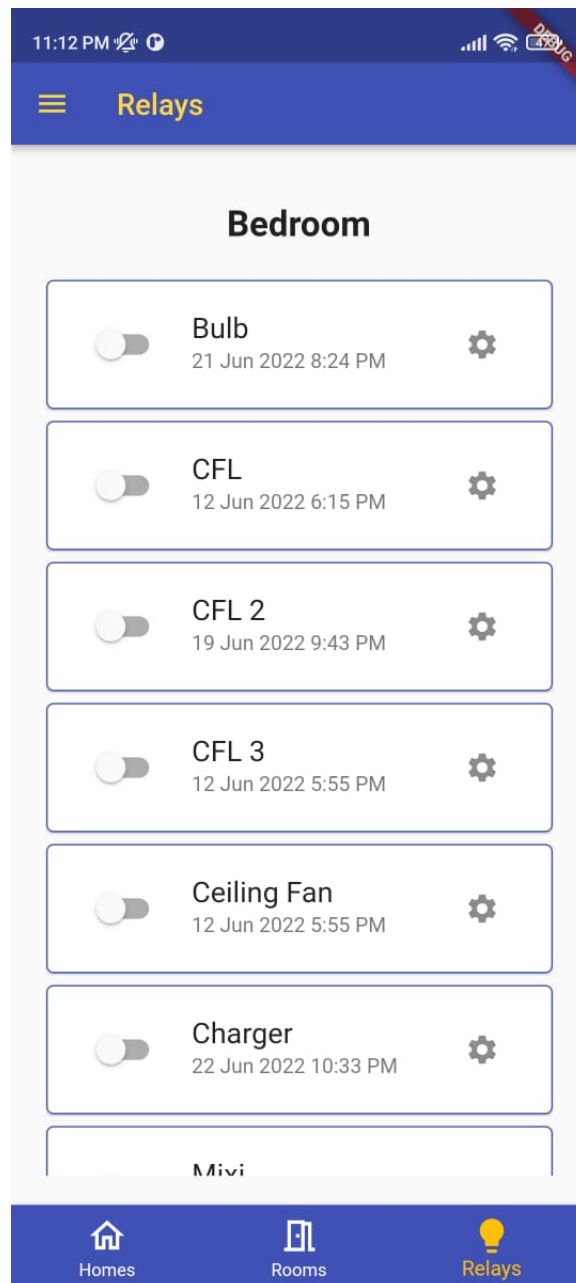 11:12 PM
DEBUG
Relays
Bedroom
Bulb
21 Jun 2022 8:24 PM
CFL
12 Jun 2022 6:15 PM
CFL 2
19 Jun 2022 9:43 PM
CFL 3
12 Jun 2022 5:55 PM
Ceiling Fan
12 Jun 2022 5:55 PM
Charger
22 Jun 2022 10:33 PM
Mixi
Homes
Rooms
Relays